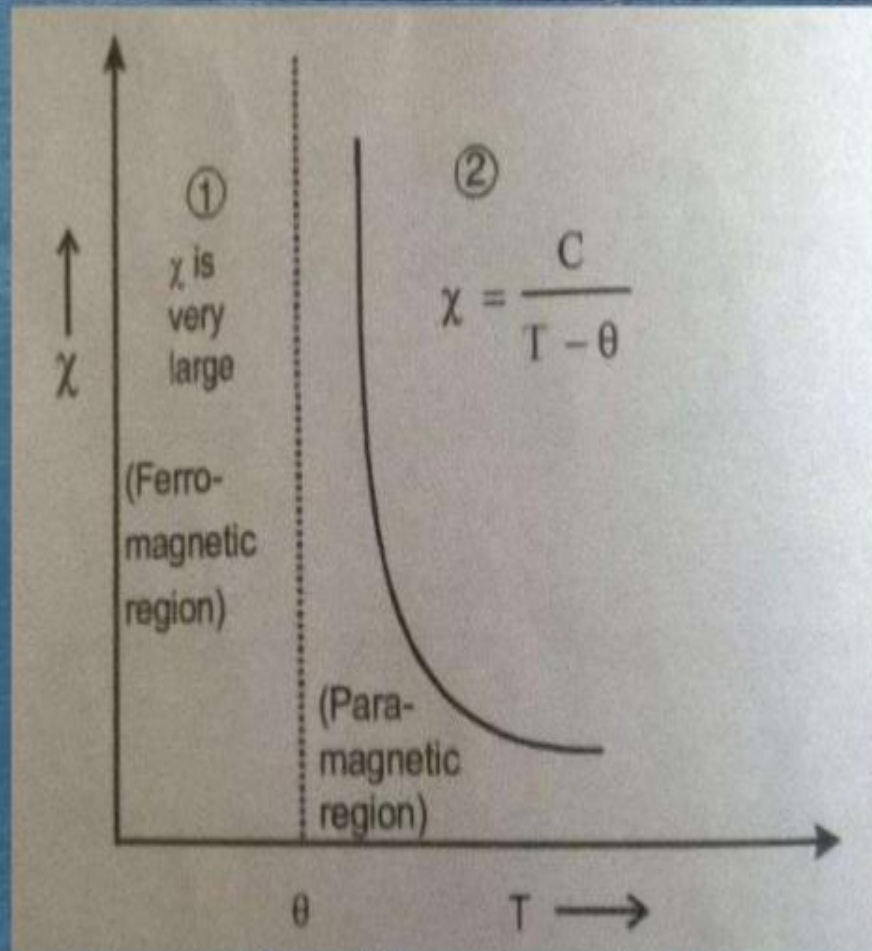 ①
χ is
very
large
(Ferro-
magnetic
region)
②
χ = C / (T − θ)
(Para-
magnetic
region)
χ
θ
T